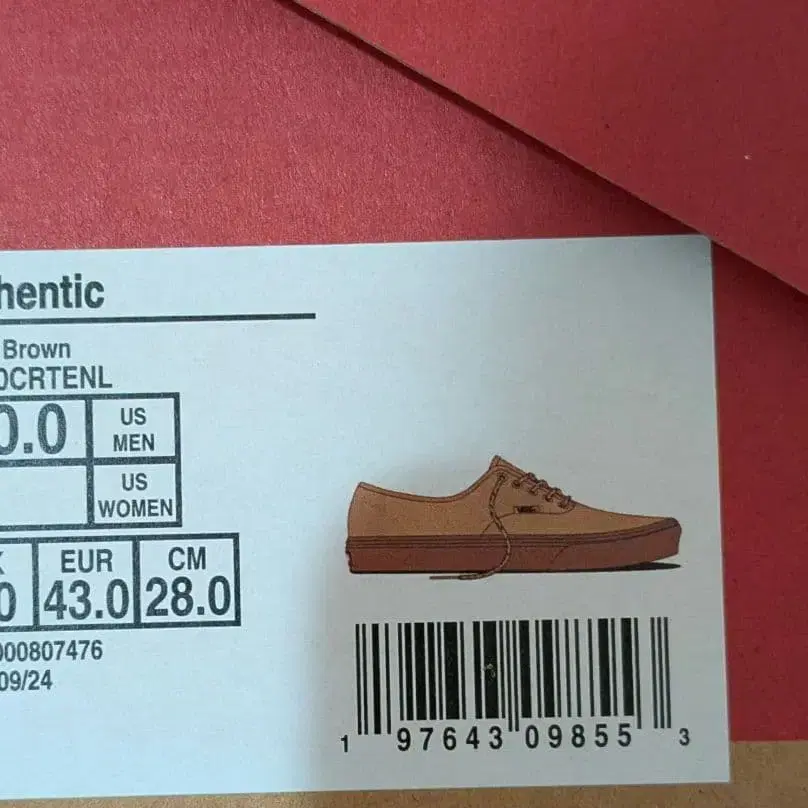 hentic
Brown
0CRTENL
0.0 US MEN
US WOMEN
K EUR CM
0 43.0 28.0
000807476
09/24
1 97643 09855 3